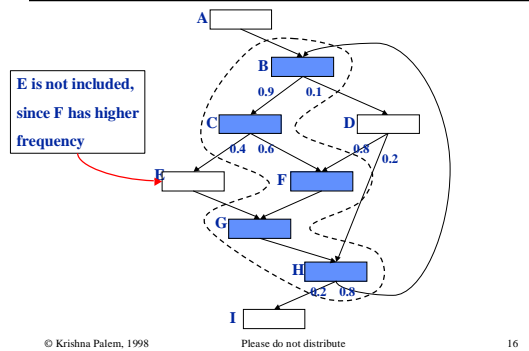 A
B
E is not included,
since F has higher
frequency
0.9 0.1
C
D
0.4 0.6
0.8
0.2
E
F
G
H
0.2 0.8
I
© Krishna Palem, 1998 Please do not distribute 16